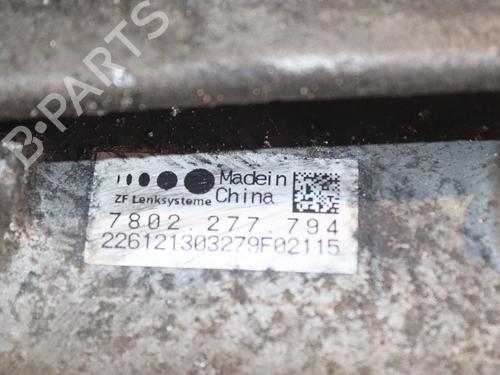 B·PARTS
ZF Lenksysteme
Madein
China
7802.277.794
226121303279F02115